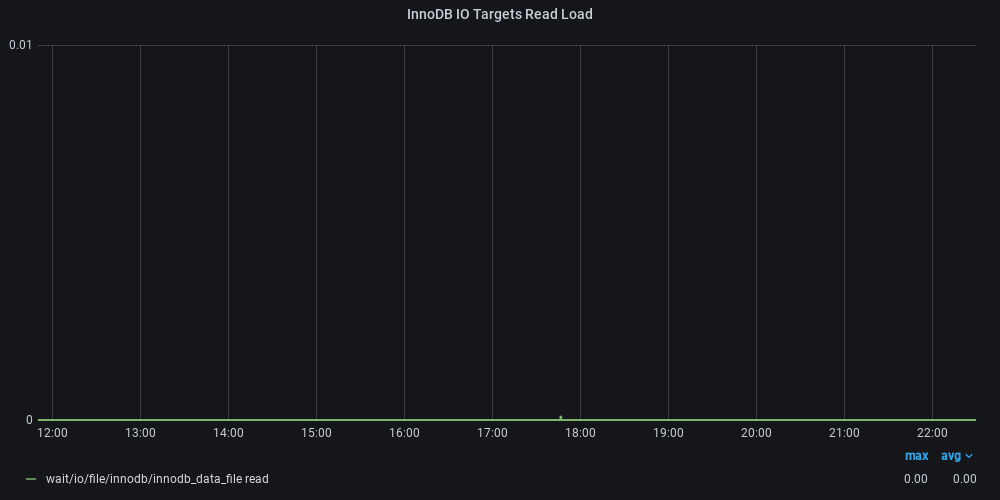 InnoDB IO Targets Read Load
0.01
0
12:00 13:00 14:00 15:00 16:00 17:00 18:00 19:00 20:00 21:00 22:00
max avg
wait/io/file/innodb/innodb_data_file read 0.00 0.00